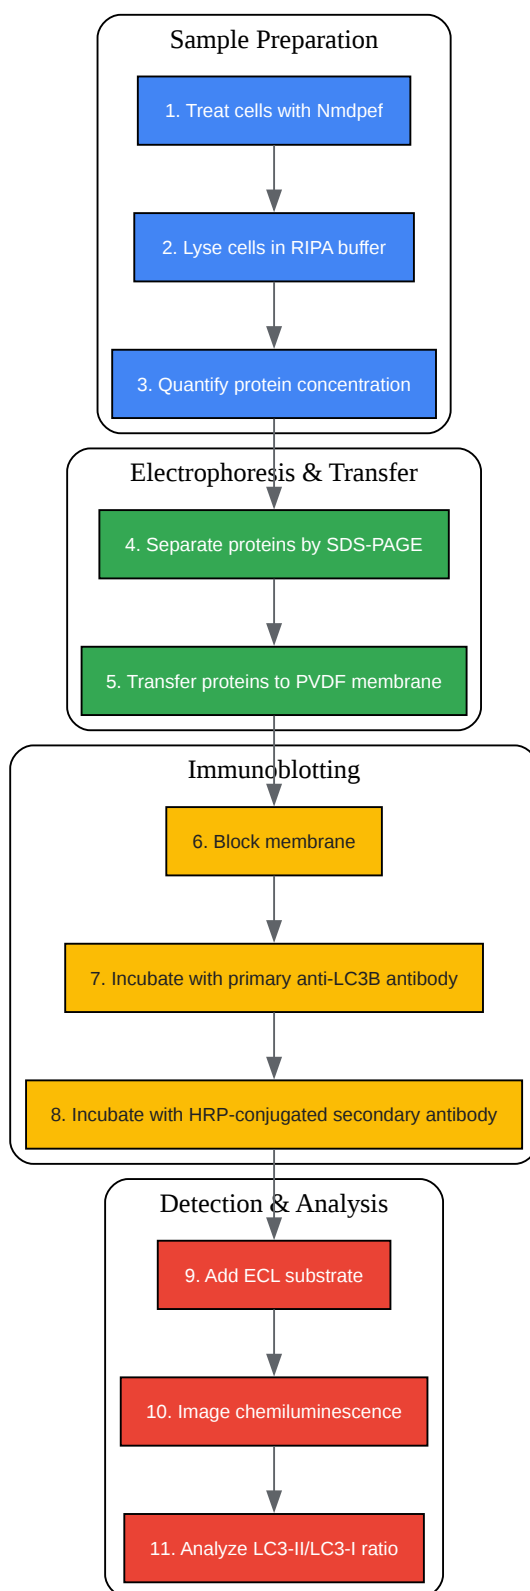 Sample Preparation
1. Treat cells with Nmdpef
2. Lyse cells in RIPA buffer
3. Quantify protein concentration
Electrophoresis & Transfer
4. Separate proteins by SDS-PAGE
5. Transfer proteins to PVDF membrane
Immunoblotting
6. Block membrane
7. Incubate with primary anti-LC3B antibody
8. Incubate with HRP-conjugated secondary antibody
Detection & Analysis
9. Add ECL substrate
10. Image chemiluminescence
11. Analyze LC3-II/LC3-I ratio